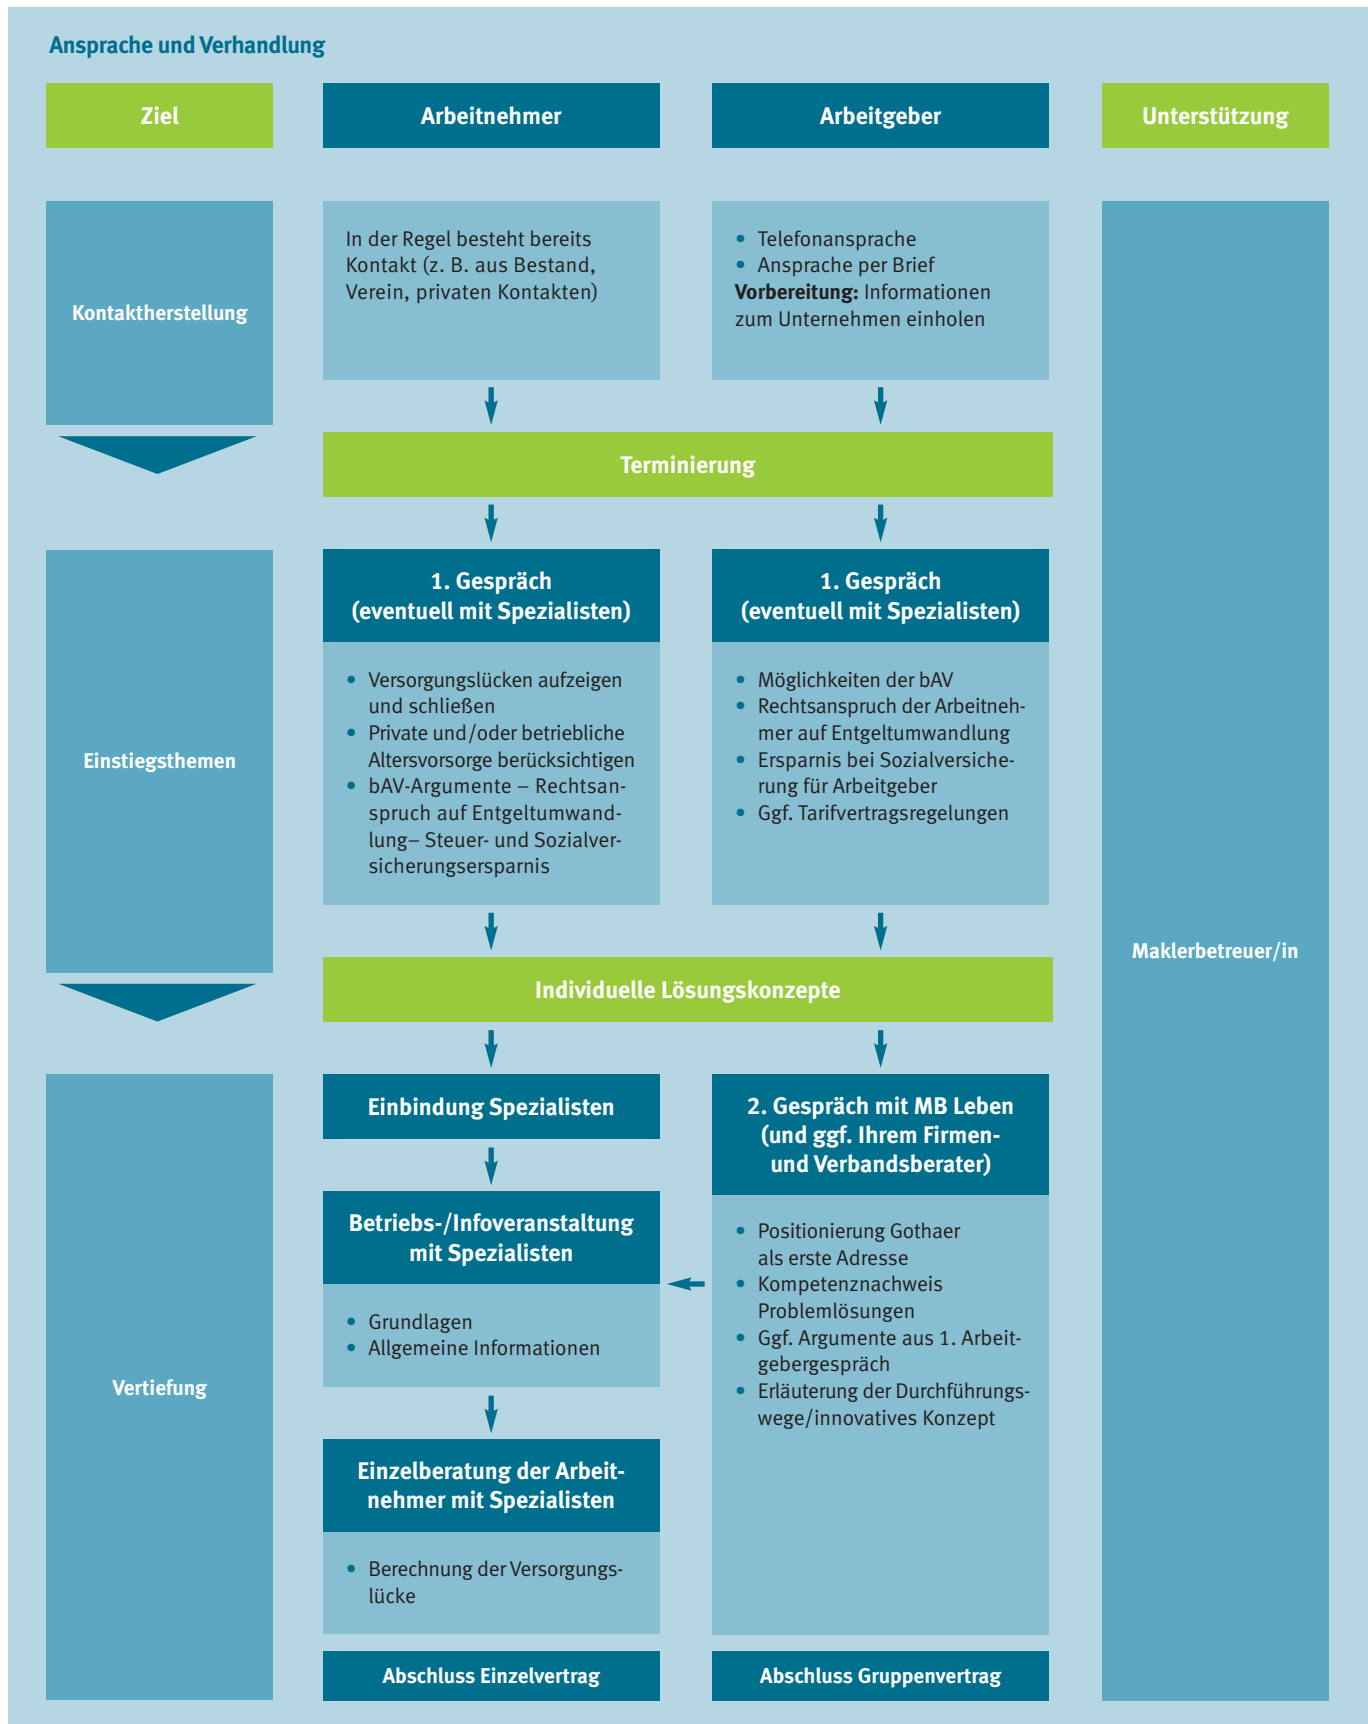 Ansprache und Verhandlung
Ziel
Arbeitnehmer
Arbeitgeber
Unterstützung
Kontaktherstellung
In der Regel besteht bereits
Kontakt (z. B. aus Bestand,
Verein, privaten Kontakten)
• Telefonansprache
• Ansprache per Brief
Vorbereitung: Informationen
zum Unternehmen einholen
Terminierung
Einstiegsthemen
1. Gespräch
(eventuell mit Spezialisten)
• Versorgungslücken aufzeigen
und schließen
• Private und/oder betriebliche
Altersvorsorge berücksichtigen
• bAV-Argumente – Rechtsan-
spruch auf Entgeltumwand-
lung– Steuer- und Sozialver-
sicherungsersparnis
1. Gespräch
(eventuell mit Spezialisten)
• Möglichkeiten der bAV
• Rechtsanspruch der Arbeitneh-
mer auf Entgeltumwandlung
• Ersparnis bei Sozialversiche-
rung für Arbeitgeber
• Ggf. Tarifvertragsregelungen
Maklerbetreuer/in
Individuelle Lösungskonzepte
Vertiefung
Einbindung Spezialisten
Betriebs-/Infoveranstaltung
mit Spezialisten
• Grundlagen
• Allgemeine Informationen
Einzelberatung der Arbeit-
nehmer mit Spezialisten
• Berechnung der Versorgungs-
lücke
Abschluss Einzelvertrag
2. Gespräch mit MB Leben
(und ggf. Ihrem Firmen-
und Verbandsberater)
• Positionierung Gothaer
als erste Adresse
• Kompetenznachweis
Problemlösungen
• Ggf. Argumente aus 1. Arbeit-
gebergespräch
• Erläuterung der Durchführungs-
wege/innovatives Konzept
Abschluss Gruppenvertrag